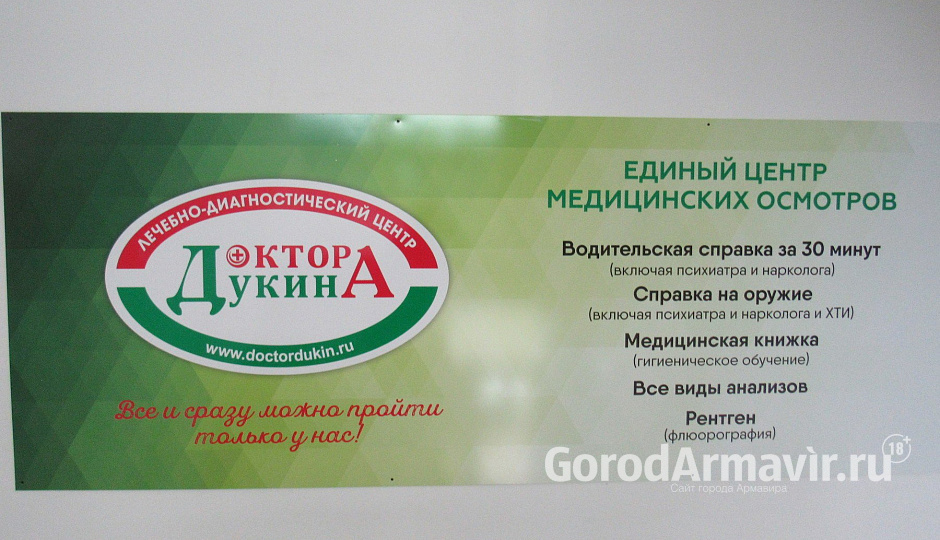 ЛЕЧЕБНО-ДИАГНОСТИЧЕСКИЙ ЦЕНТР
ДОКТОРА
ДУКИНА
www.doctordukin.ru
Все и сразу можно пройти
только у нас!
ЕДИНЫЙ ЦЕНТР
МЕДИЦИНСКИХ ОСМОТРОВ
Водительская справка за 30 минут
(включая психиатра и нарколога)
Справка на оружие
(включая психиатра и нарколога и ХТИ)
Медицинская книжка
(гигиеническое обучение)
Все виды анализов
Рентген
(флюорография)
GorodArmavir.ru
18+
Сайт города Армавира